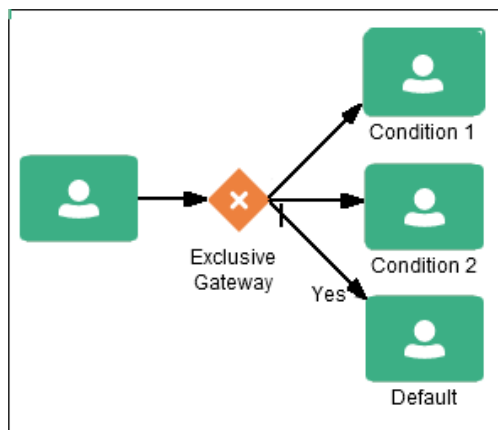 Condition 1
Exclusive
Gateway
Condition 2
Yes
Default